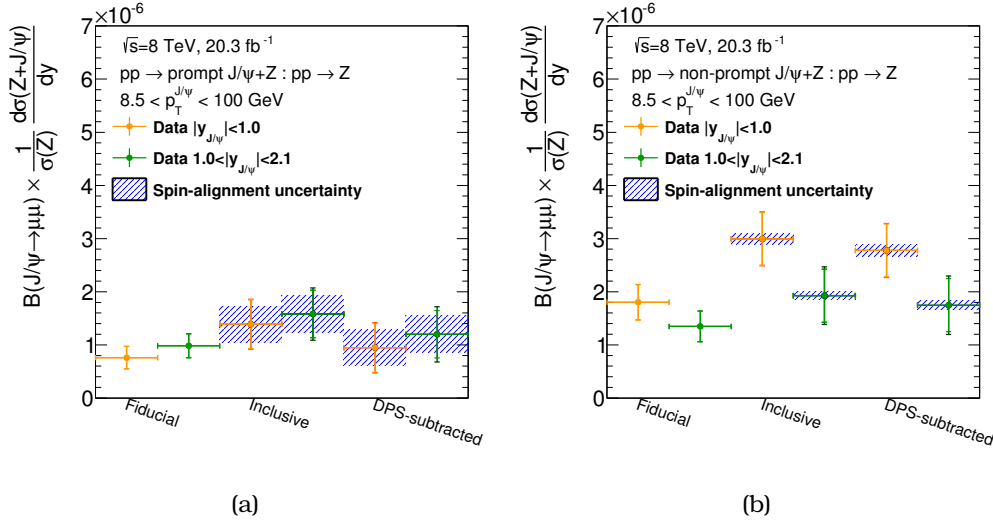 7×10⁻⁶
B(J/ψ→μμ) × 1/σ(Z) dσ(Z+J/ψ)/dy
√s=8 TeV, 20.3 fb⁻¹
pp → prompt J/ψ+Z : pp → Z
8.5 < p_T^{J/ψ} < 100 GeV
Data |y_{J/ψ}|<1.0
Data 1.0<|y_{J/ψ}|<2.1
Spin-alignment uncertainty
6
5
4
3
2
1
0
Fiducial
Inclusive
DPS-subtracted
(a)
7×10⁻⁶
B(J/ψ→μμ) × 1/σ(Z) dσ(Z+J/ψ)/dy
√s=8 TeV, 20.3 fb⁻¹
pp → non-prompt J/ψ+Z : pp → Z
8.5 < p_T^{J/ψ} < 100 GeV
Data |y_{J/ψ}|<1.0
Data 1.0<|y_{J/ψ}|<2.1
Spin-alignment uncertainty
6
5
4
3
2
1
0
Fiducial
Inclusive
DPS-subtracted
(b)